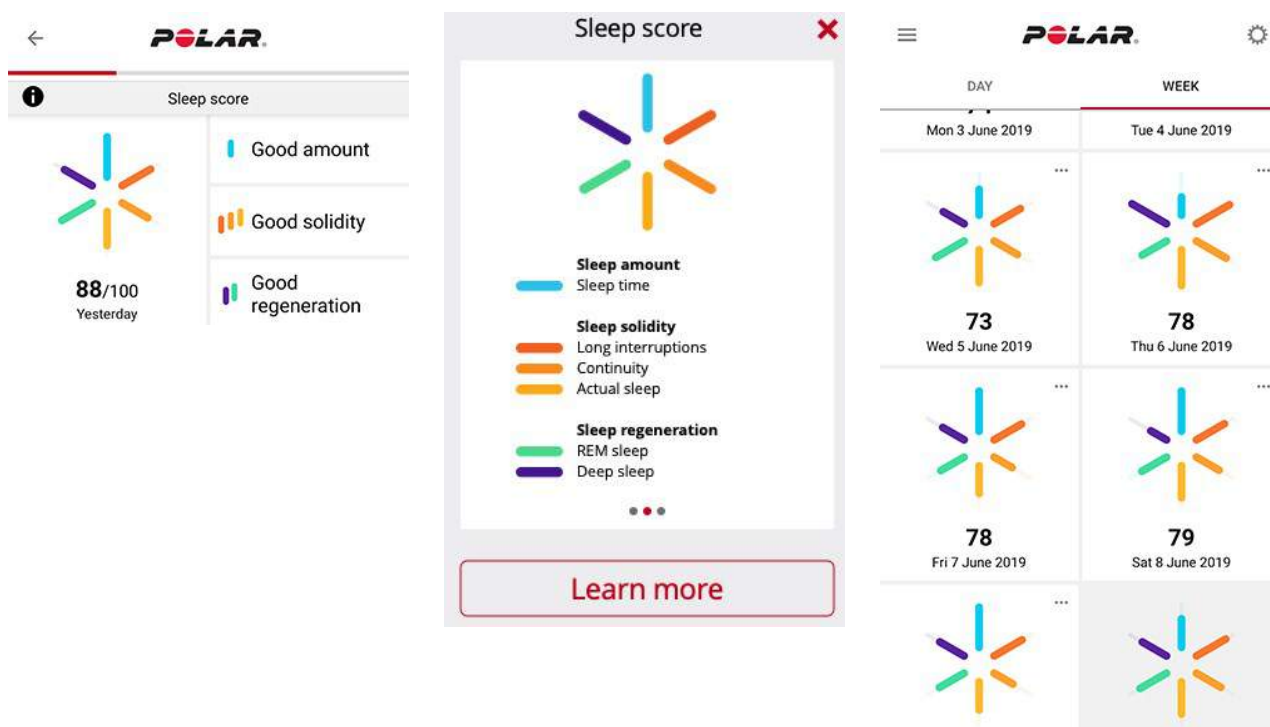 POLAR
Sleep score
Good amount
Good solidity
Good
regeneration
88/100
Yesterday
Sleep score
Sleep amount
Sleep time
Sleep solidity
Long interruptions
Continuity
Actual sleep
Sleep regeneration
REM sleep
Deep sleep
Learn more
POLAR
DAY
WEEK
Mon 3 June 2019
Tue 4 June 2019
73
Wed 5 June 2019
78
Thu 6 June 2019
78
Fri 7 June 2019
79
Sat 8 June 2019